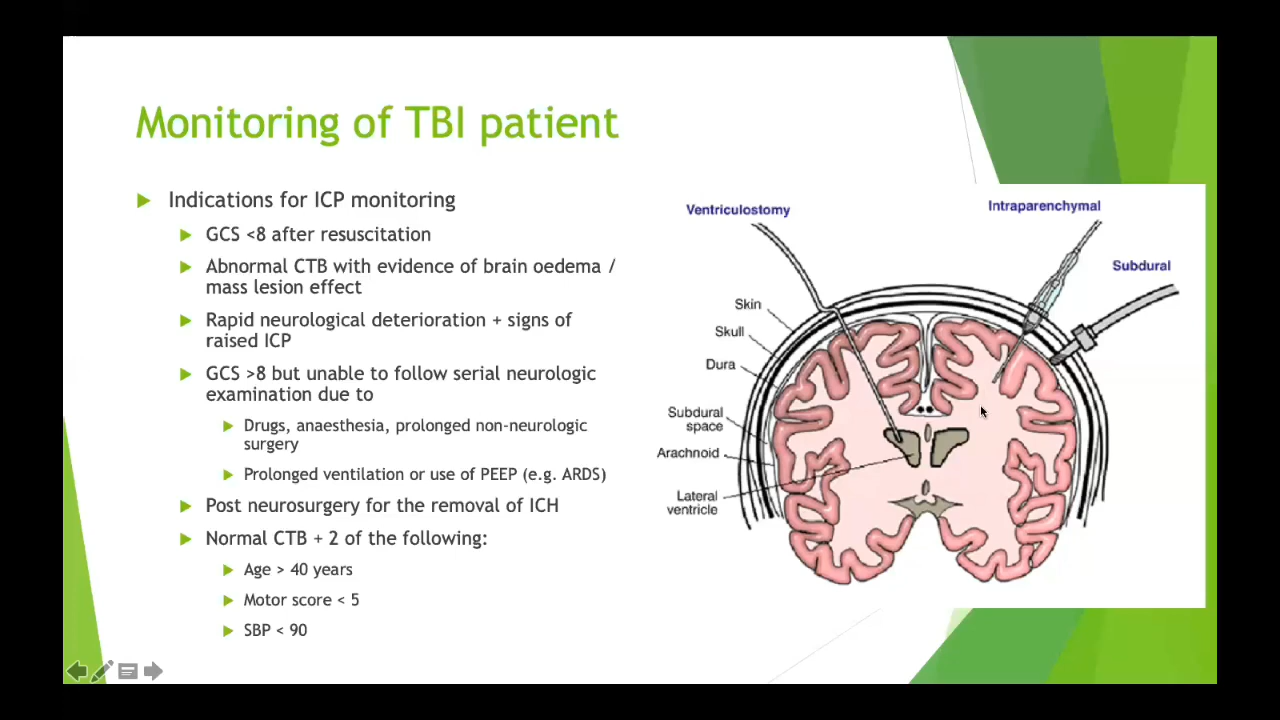 Monitoring of TBI patient
Indications for ICP monitoring
GCS <8 after resuscitation
Abnormal CTB with evidence of brain oedema /
mass lesion effect
Rapid neurological deterioration + signs of
raised ICP
GCS >8 but unable to follow serial neurologic
examination due to
Drugs, anaesthesia, prolonged non-neurologic
surgery
Prolonged ventilation or use of PEEP (e.g. ARDS)
Post neurosurgery for the removal of ICH
Normal CTB + 2 of the following:
Age > 40 years
Motor score < 5
SBP < 90
Ventriculostomy
Intraparenchymal
Subdural
Skin
Skull
Dura
Subdural
space
Arachnoid
Lateral
ventricle